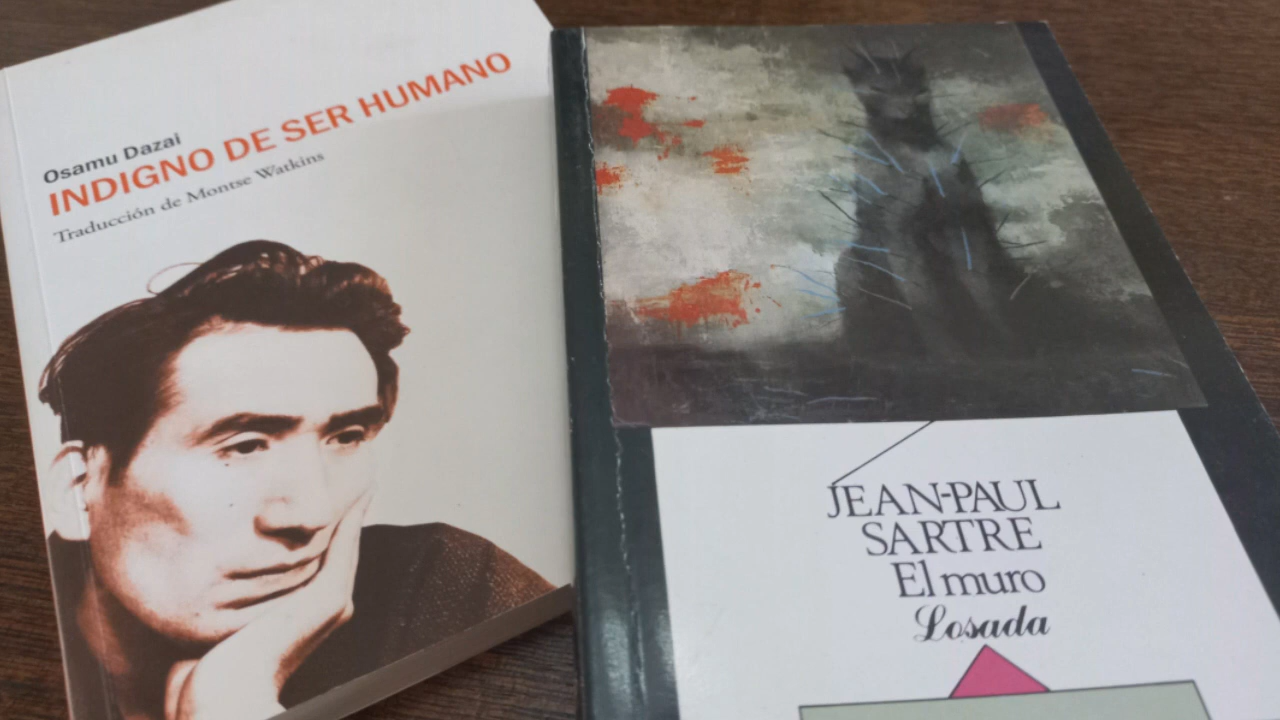 Osamu Dazai
INDIGNO DE SER HUMANO
Traducción de Montse Watkins
JEAN-PAUL
SARTRE
El muro
Losada